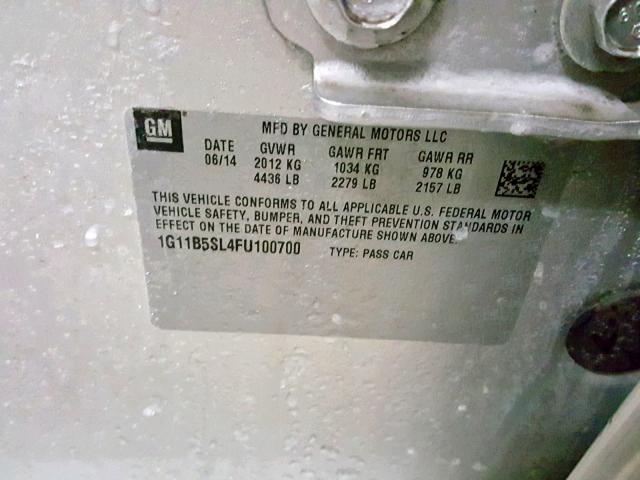 GM
MFD BY GENERAL MOTORS LLC
DATE GVWR GAWR FRT GAWR RR
06/14 2012 KG 1034 KG 978 KG
4436 LB 2279 LB 2157 LB
THIS VEHICLE CONFORMS TO ALL APPLICABLE U.S. FEDERAL MOTOR
VEHICLE SAFETY, BUMPER, AND THEFT PREVENTION STANDARDS IN
EFFECT ON THE DATE OF MANUFACTURE SHOWN ABOVE.
1G11B5SL4FU100700 TYPE: PASS CAR